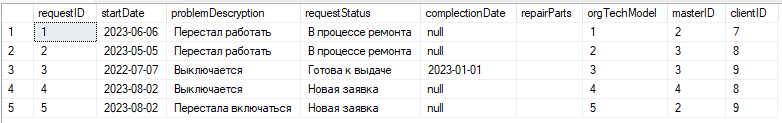 requestID startDate problemDescryption requestStatus complectionDate repairParts orgTechModel masterID clientID
1 1 2023-06-06 Перестал работать В процессе ремонта null 1 2 7
2 2 2023-05-05 Перестал работать В процессе ремонта null 2 3 8
3 3 2022-07-07 Выключается Готова к выдаче 2023-01-01 3 3 9
4 4 2023-08-02 Выключается Новая заявка null 4 4 8
5 5 2023-08-02 Перестала включаться Новая заявка null 5 2 9